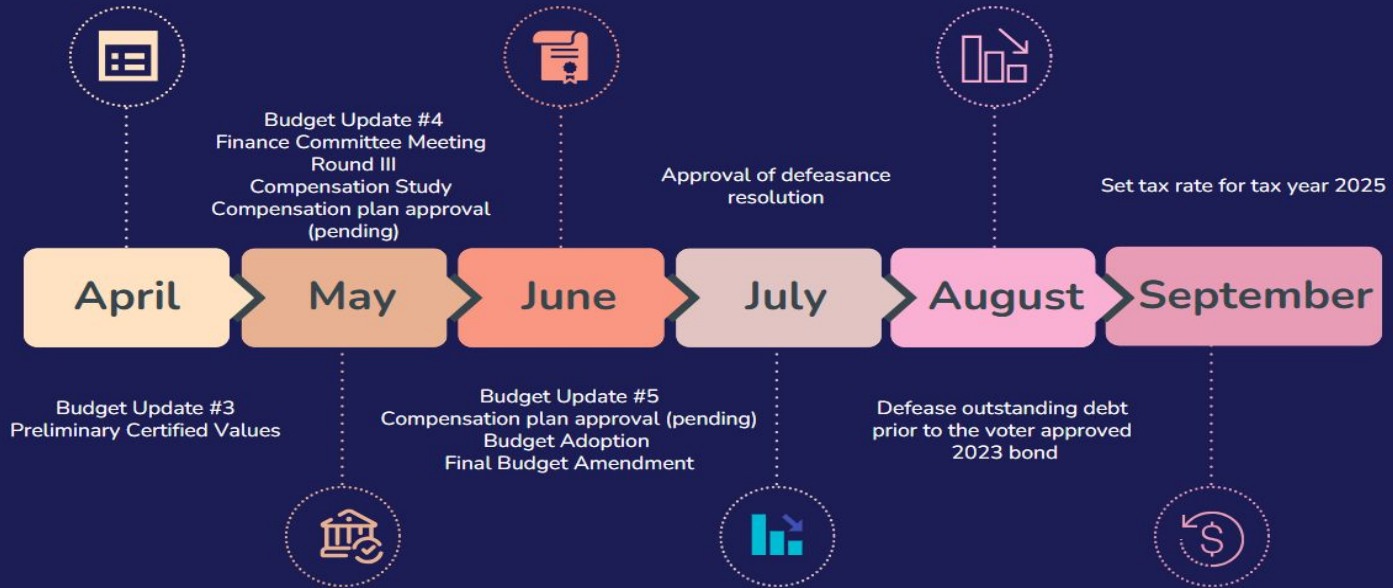 Budget Update #4
Finance Committee Meeting
Round III
Compensation Study
Compensation plan approval
(pending)
Approval of defeasance
resolution
Set tax rate for tax year 2025
April
May
June
July
August
September
Budget Update #3
Preliminary Certified Values
Budget Update #5
Compensation plan approval (pending)
Budget Adoption
Final Budget Amendment
Defease outstanding debt
prior to the voter approved
2023 bond
$